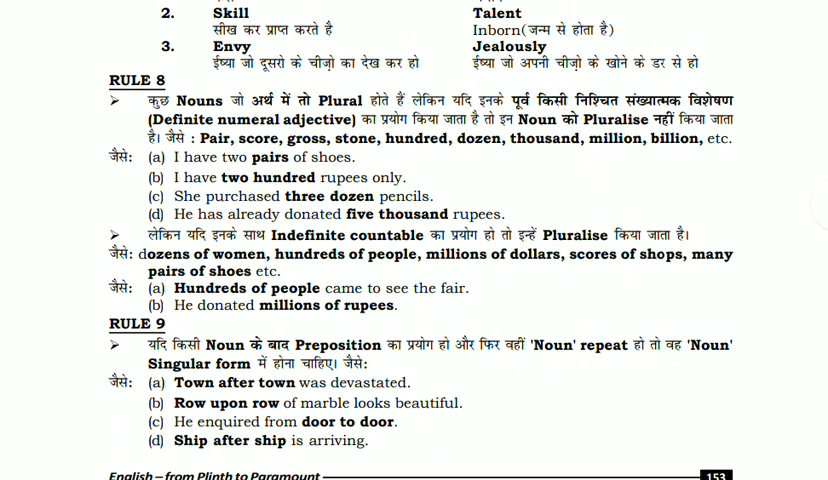 2. Skill Talent
सीख कर प्राप्त करते है Inborn(जन्म से होता है)
3. Envy Jealously
ईष्या जो दूसरो के चीज़ो का देख कर हो ईष्या जो अपनी चीज़ो के खोने के डर से हो
RULE 8
➢ कुछ Nouns जो अर्थ में तो Plural होते हैं लेकिन यदि इनके पूर्व किसी निश्चित संख्यात्मक विशेषण
(Definite numeral adjective) का प्रयोग किया जाता है तो इन Noun को Pluralise नहीं किया जाता
है। जैसे : Pair, score, gross, stone, hundred, dozen, thousand, million, billion, etc.
जैसे: (a) I have two pairs of shoes.
(b) I have two hundred rupees only.
(c) She purchased three dozen pencils.
(d) He has already donated five thousand rupees.
➢ लेकिन यदि इनके साथ Indefinite countable का प्रयोग हो तो इन्हें Pluralise किया जाता है।
जैसे: dozens of women, hundreds of people, millions of dollars, scores of shops, many
pairs of shoes etc.
जैसे: (a) Hundreds of people came to see the fair.
(b) He donated millions of rupees.
RULE 9
➢ यदि किसी Noun के बाद Preposition का प्रयोग हो और फिर वहीं 'Noun' repeat हो तो वह 'Noun'
Singular form में होना चाहिए। जैसे:
जैसे: (a) Town after town was devastated.
(b) Row upon row of marble looks beautiful.
(c) He enquired from door to door.
(d) Ship after ship is arriving.
English – from Plinth to Paramount 153